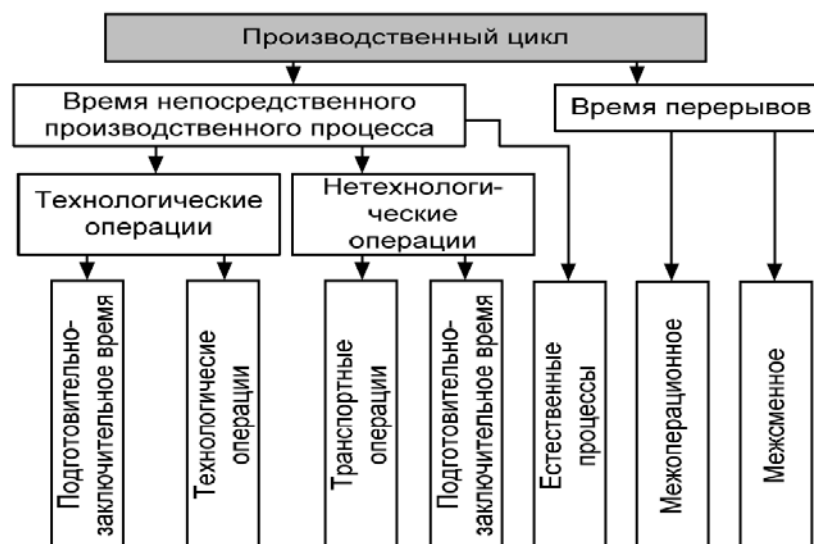 Производственный цикл
Время непосредственного
производственного процесса
Время перерывов
Технологические
операции
Нетехнологи-
ческие
операции
Подготовительно-
заключительное время
Технологичесие
операции
Транспортные
операции
Подготовительно-
заключительное время
Естественные
процессы
Межоперационное
Межсменное